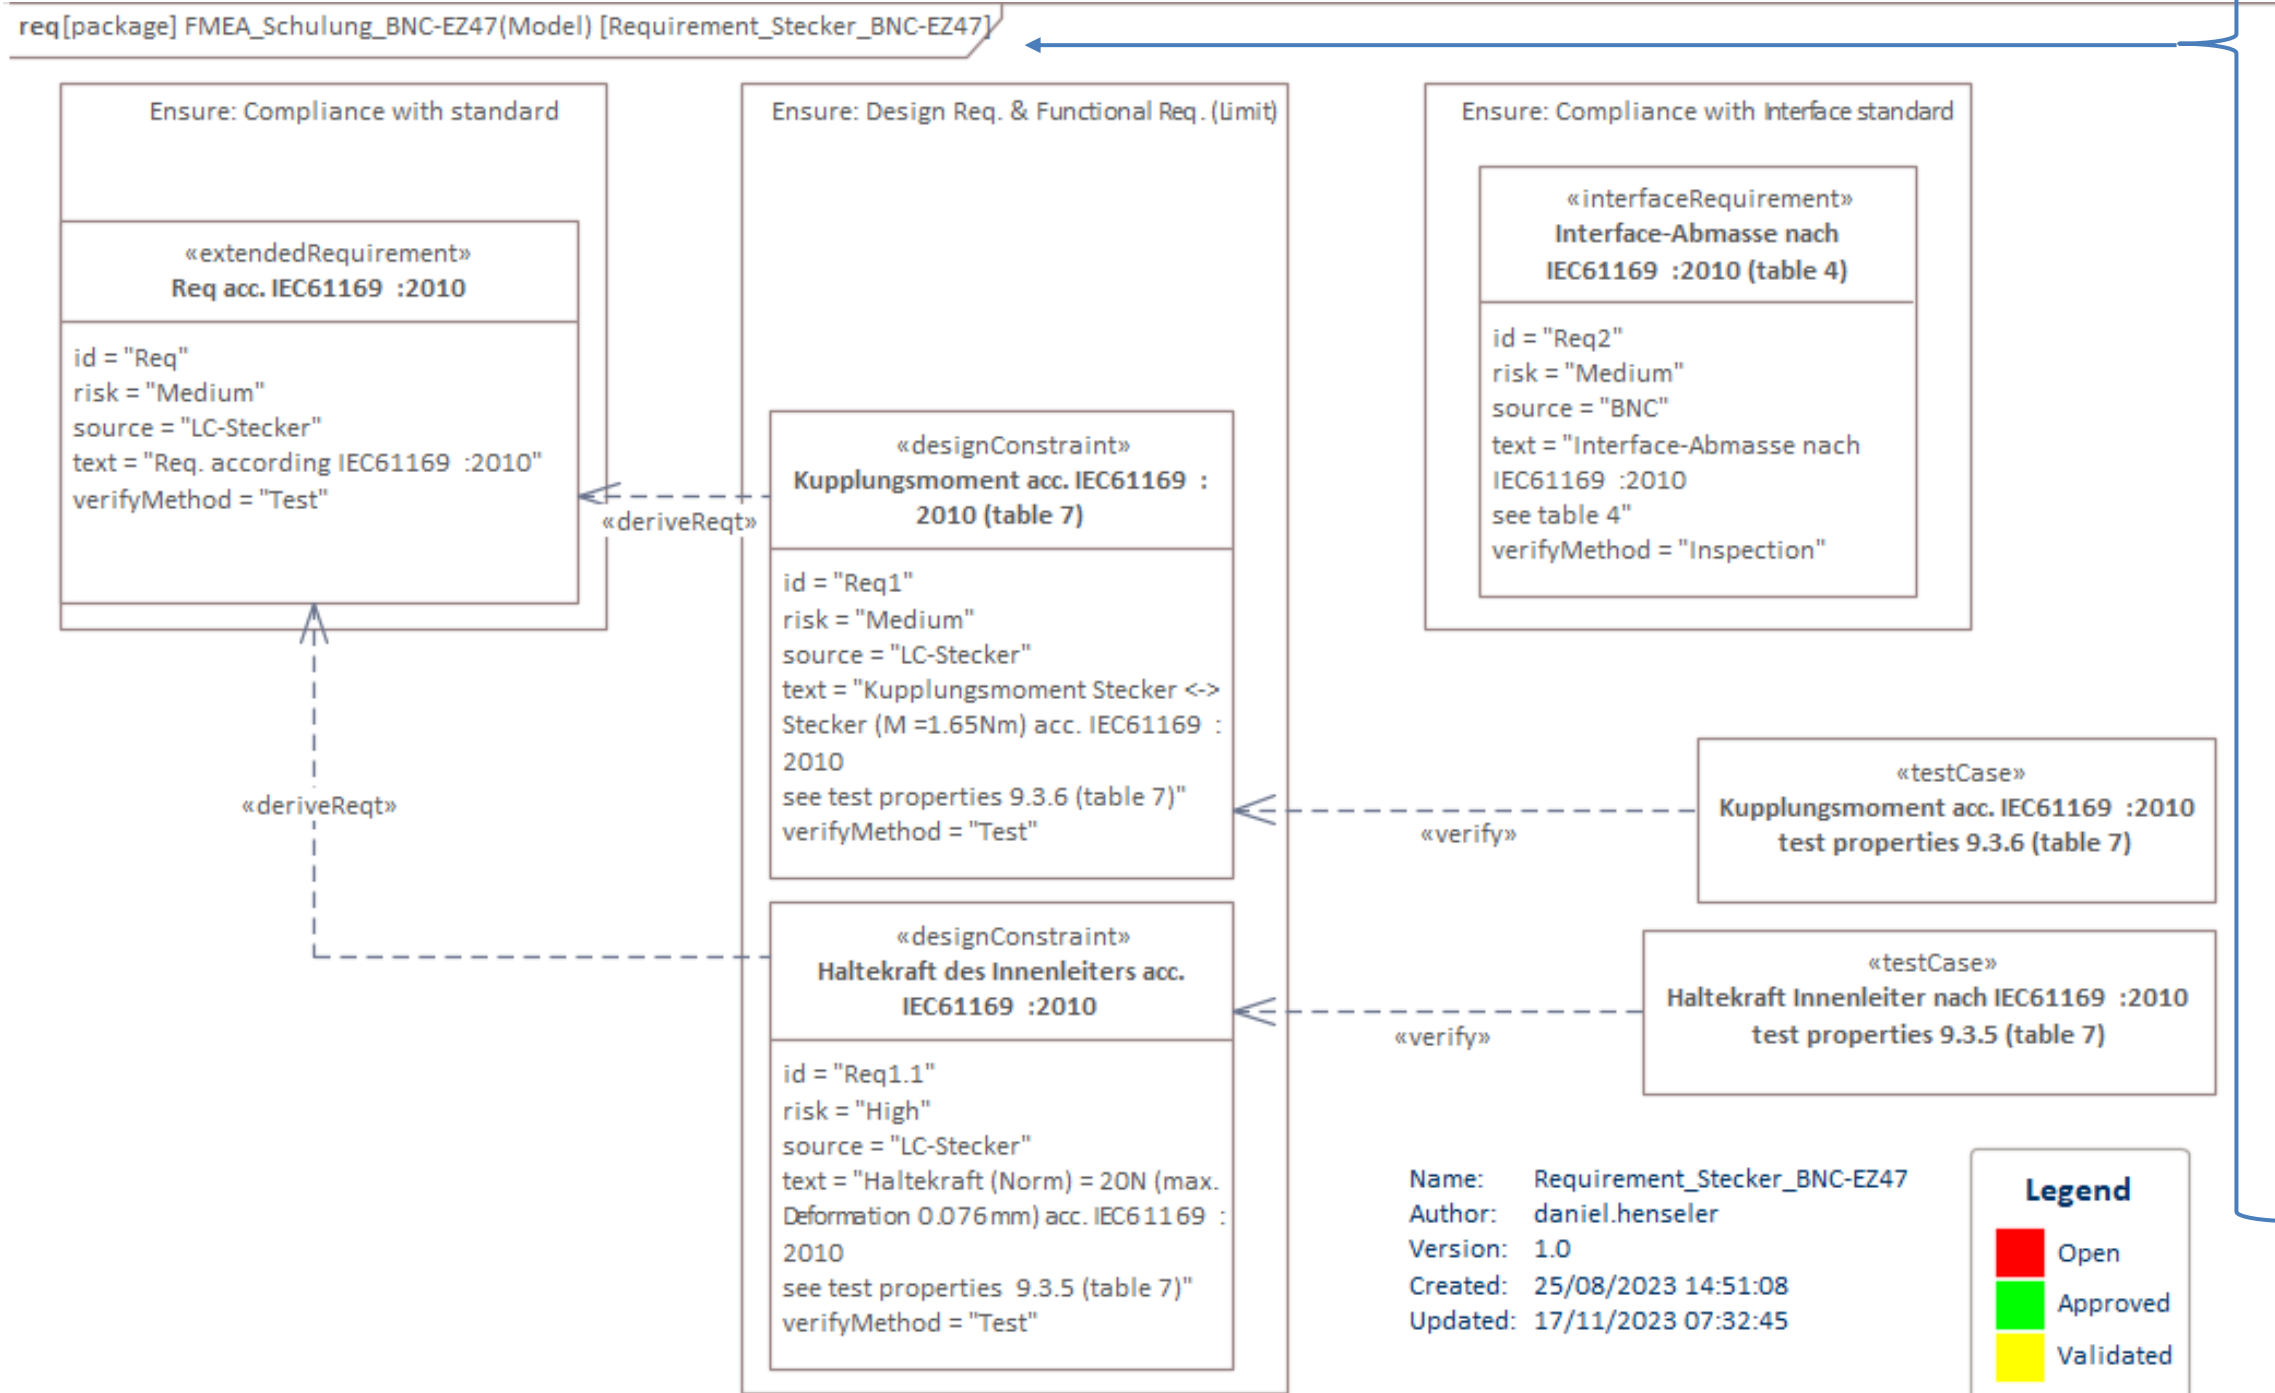 req[package] FMEA_Schulung_BNC-EZ47(Model) [Requirement_Stecker_BNC-EZ47]
Ensure: Compliance with standard
«extendedRequirement»
Req acc. IEC61169 :2010
id = "Req"
risk = "Medium"
source = "LC-Stecker"
text = "Req. according IEC61169 :2010"
verifyMethod = "Test"
«deriveReqt»
«deriveReqt»
Ensure: Design Req. & Functional Req. (Limit)
«designConstraint»
Kupplungsmoment acc. IEC61169 :
2010 (table 7)
id = "Req1"
risk = "Medium"
source = "LC-Stecker"
text = "Kupplungsmoment Stecker <->
Stecker (M =1.65Nm) acc. IEC61169 :
2010
see test properties 9.3.6 (table 7)"
verifyMethod = "Test"
«designConstraint»
Haltekraft des Innenleiters acc.
IEC61169 :2010
id = "Req1.1"
risk = "High"
source = "LC-Stecker"
text = "Haltekraft (Norm) = 20N (max.
Deformation 0.076mm) acc. IEC61169 :
2010
see test properties 9.3.5 (table 7)"
verifyMethod = "Test"
Ensure: Compliance with Interface standard
«interfaceRequirement»
Interface-Abmasse nach
IEC61169 :2010 (table 4)
id = "Req2"
risk = "Medium"
source = "BNC"
text = "Interface-Abmasse nach
IEC61169 :2010
see table 4"
verifyMethod = "Inspection"
«verify»
«testCase»
Kupplungsmoment acc. IEC61169 :2010
test properties 9.3.6 (table 7)
«verify»
«testCase»
Haltekraft Innenleiter nach IEC61169 :2010
test properties 9.3.5 (table 7)
Name: Requirement_Stecker_BNC-EZ47
Author: daniel.henseler
Version: 1.0
Created: 25/08/2023 14:51:08
Updated: 17/11/2023 07:32:45
Legend
Open
Approved
Validated